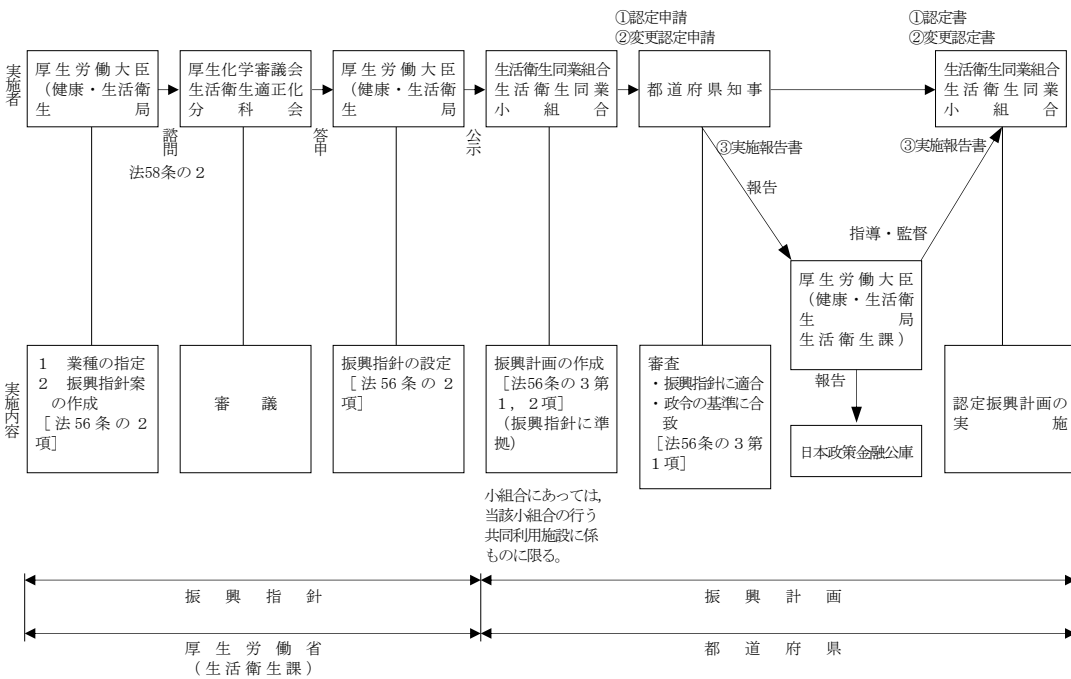 ①認定申請
②変更認定申請
①認定書
②変更認定書
実施者
厚生労働大臣
（健康・生活衛
生局
厚生化学審議会
生活衛生適正化
分科会
厚生労働大臣
（健康・生活衛
生局
生活衛生同業組合
生活衛生同業
小組合
都道府県知事
生活衛生同業組合
生活衛生同業
小組合
諮問
答申
公示
法58条の２
③実施報告書
③実施報告書
報告
指導・監督
厚生労働大臣
（健康・生活衛
生局
生活衛生課）
報告
日本政策金融公庫
実施内容
１　業種の指定
２　振興指針案
の作成
［法56条の２
項］
審議
振興指針の設定
［法56条の２
項］
振興計画の作成
［法56条の３第
１，２項］
(振興指針に準
拠)
審査
・振興指針に適合
・政令の基準に合
致
［法56条の３第
１項］
認定振興計画の
実施
小組合にあっては，
当該小組合の行う
共同利用施設に係
ものに限る。
振興指針
振興計画
厚生労働省
（生活衛生課）
都道府県